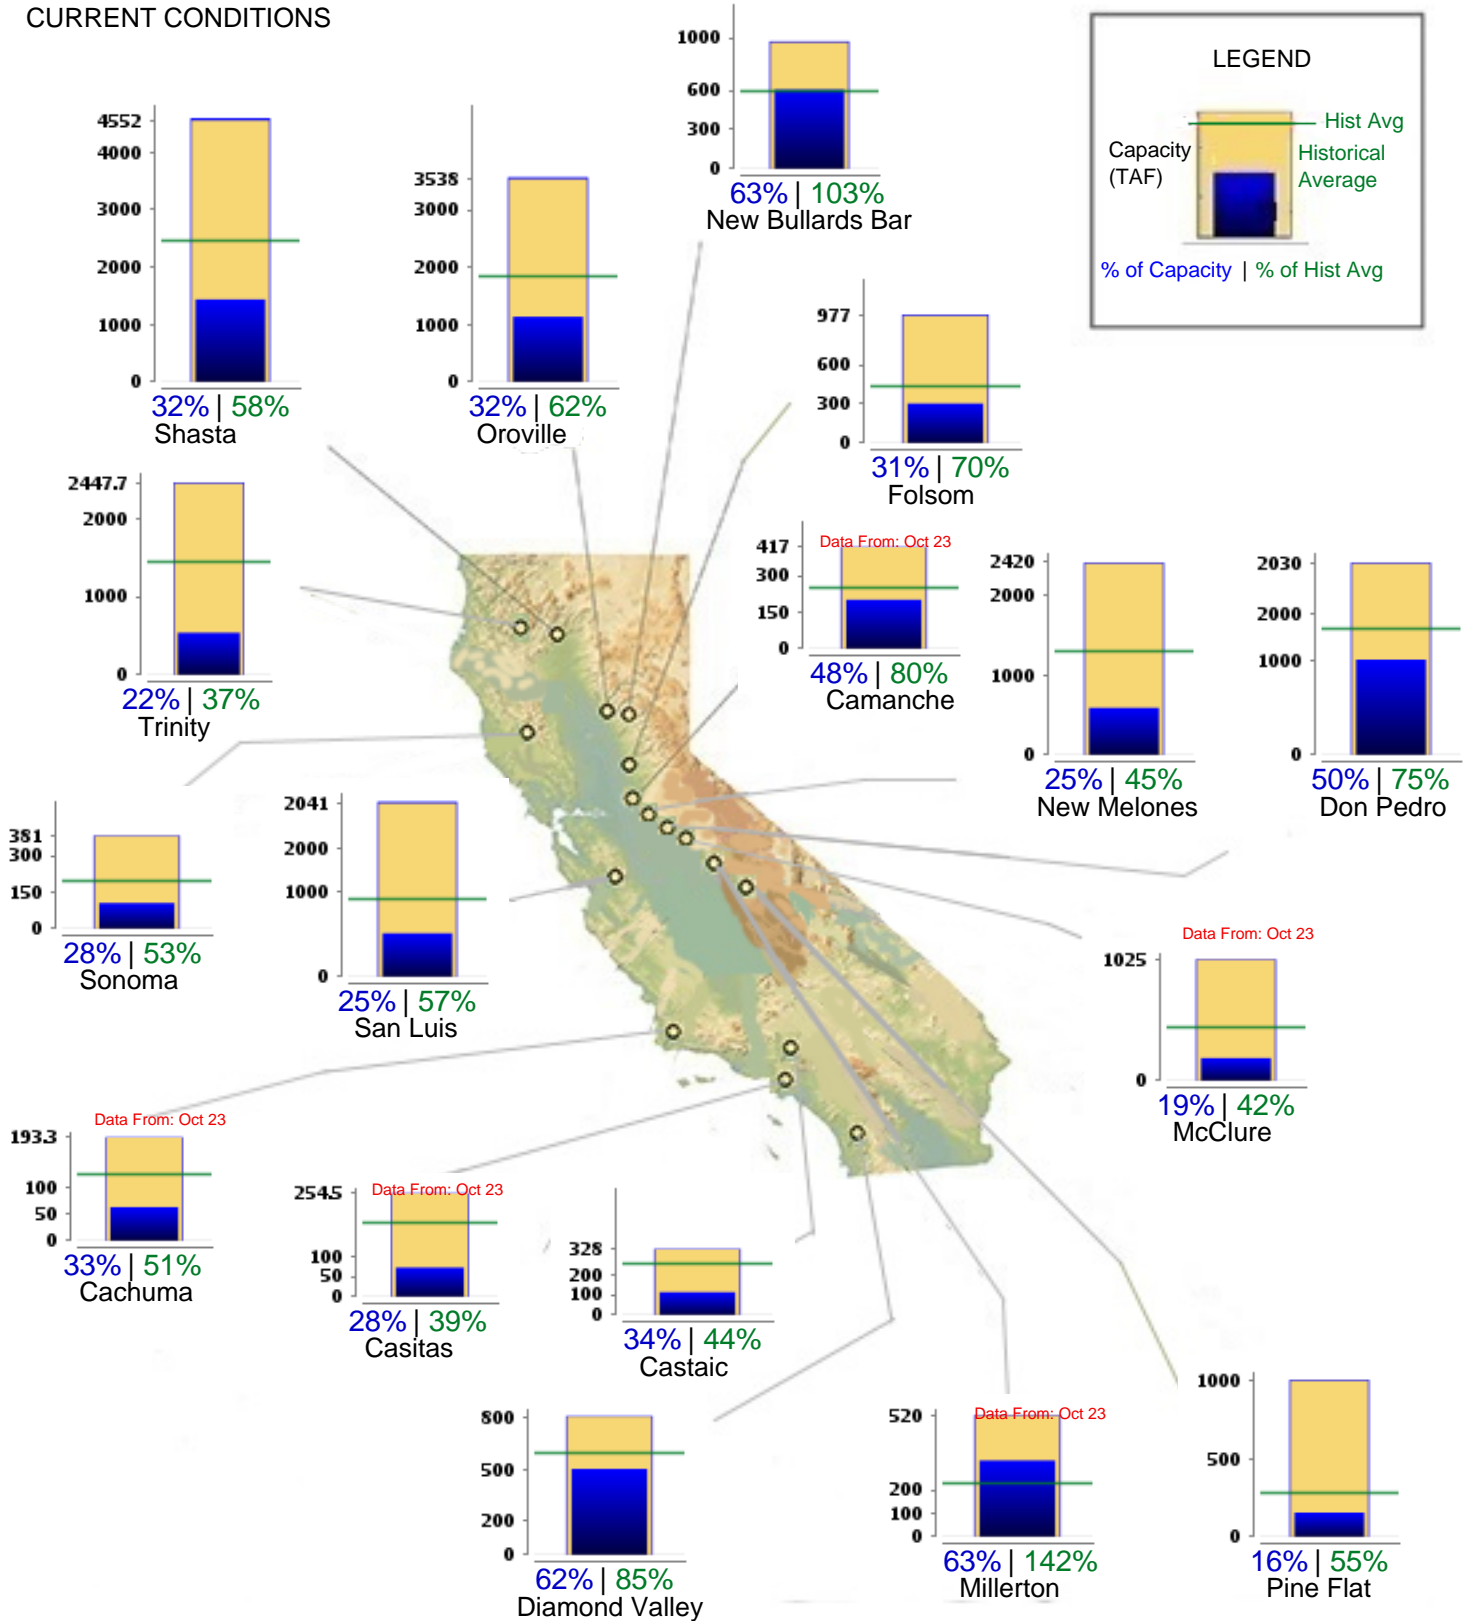 CURRENT CONDITIONS
1000
600
300
0
63% | 103%
New Bullards Bar
LEGEND
Hist Avg
Capacity
(TAF)
Historical
Average
% of Capacity | % of Hist Avg
4552
4000
3000
2000
1000
0
32% | 58%
Shasta
3538
3000
2000
1000
0
32% | 62%
Oroville
977
600
300
0
31% | 70%
Folsom
2447.7
2000
1000
0
22% | 37%
Trinity
Data From: Oct 23
417
300
150
0
48% | 80%
Camanche
2420
2000
1000
0
25% | 45%
New Melones
2030
2000
1000
0
50% | 75%
Don Pedro
381
300
150
0
28% | 53%
Sonoma
2041
2000
1000
0
25% | 57%
San Luis
Data From: Oct 23
1025
0
19% | 42%
McClure
Data From: Oct 23
193.3
100
50
0
33% | 51%
Cachuma
Data From: Oct 23
254.5
100
50
0
28% | 39%
Casitas
328
200
100
0
34% | 44%
Castaic
800
500
200
0
62% | 85%
Diamond Valley
Data From: Oct 23
520
200
100
0
63% | 142%
Millerton
1000
500
0
16% | 55%
Pine Flat